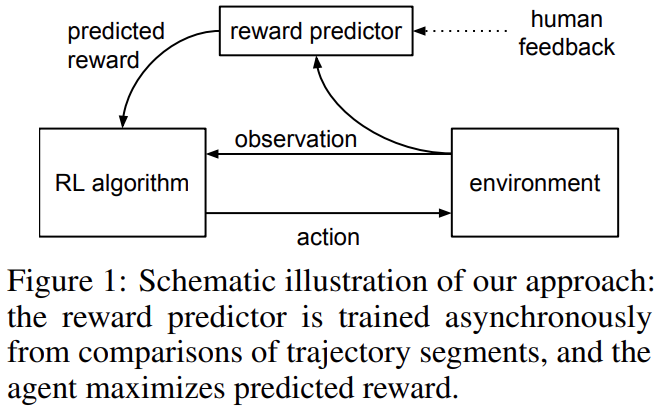 predicted
reward
reward predictor
human
feedback
RL algorithm
observation
environment
action
Figure 1: Schematic illustration of our approach:
the reward predictor is trained asynchronously
from comparisons of trajectory segments, and the
agent maximizes predicted reward.